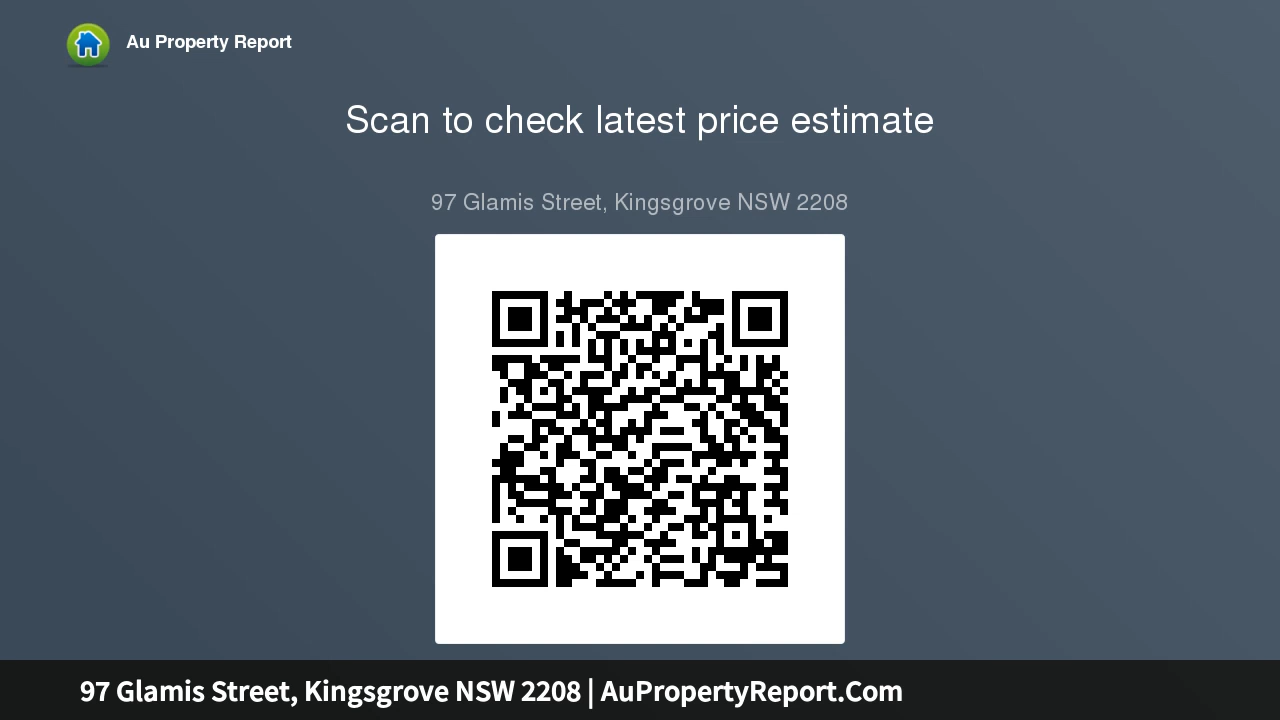 Au Property Report
Scan to check latest price estimate
97 Glamis Street, Kingsgrove NSW 2208
97 Glamis Street, Kingsgrove NSW 2208 | AuPropertyReport.Com